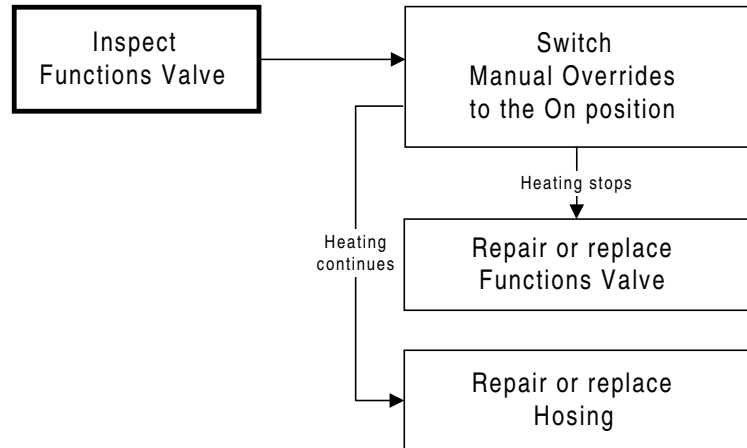 Inspect
Functions Valve
Switch
Manual Overrides
to the On position
Heating stops
Heating
continues
Repair or replace
Functions Valve
Repair or replace
Hosing